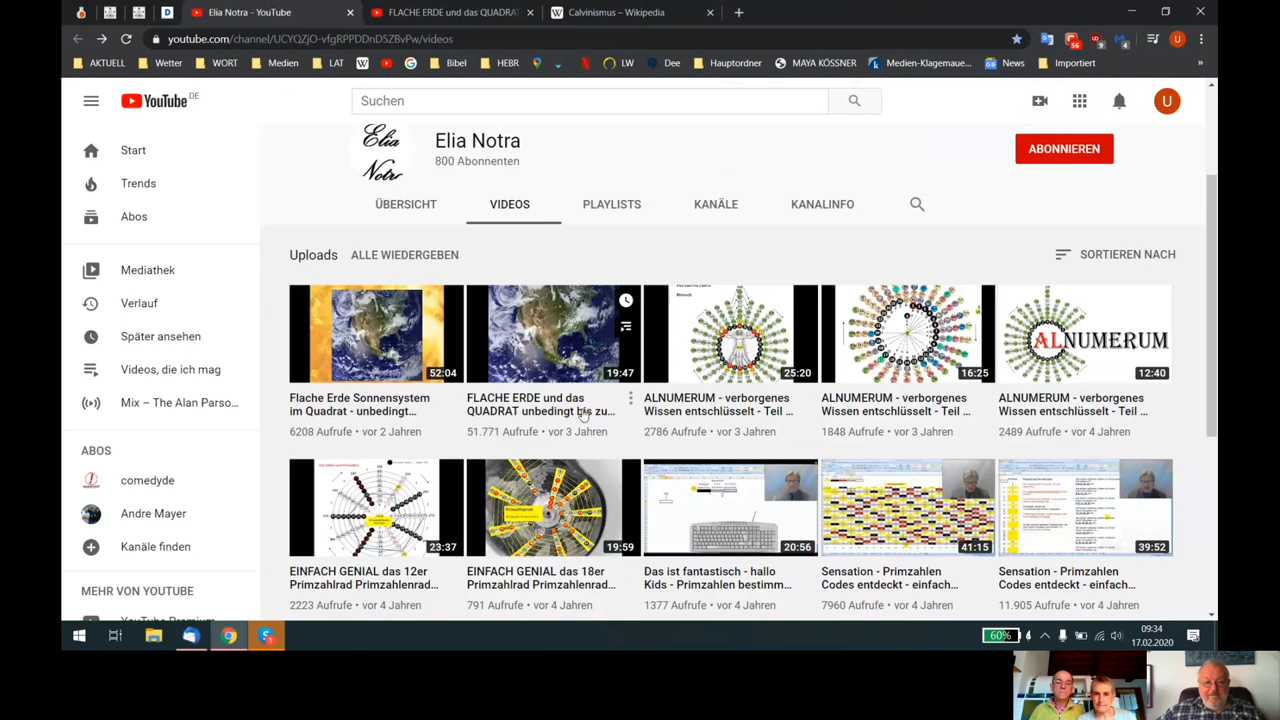 Elia Notra - YouTube
FLACHE ERDE und das QUADRAT
Calvinismus – Wikipedia
youtube.com/channel/UCYQZjO-vfgRPPDDnD5ZBvPw/videos
56
9
4
U
AKTUELL
Wetter
WORT
Medien
LAT
Bibel
HEBR
LW
Dee
Hauptordner
MAYA KÖSSNER
Medien-Klagemaue...
News
Importiert
»
YouTube DE
Suchen
U
Elia Notra
Elia Notra
800 Abonnenten
ABONNIEREN
ÜBERSICHT
VIDEOS
PLAYLISTS
KANÄLE
KANALINFO
Start
Trends
Abos
Mediathek
Verlauf
Später ansehen
Videos, die ich mag
Mix – The Alan Parso...
ABOS
comedyde
Andre Mayer
Kanäle finden
MEHR VON YOUTUBE
YouTube Premium
Uploads ALLE WIEDERGEBEN
SORTIEREN NACH
52:04
Flache Erde Sonnensystem
im Quadrat - unbedingt...
6208 Aufrufe • vor 2 Jahren
19:47
FLACHE ERDE und das
QUADRAT unbedingt bis zu...
51.771 Aufrufe • vor 3 Jahren
Mensch
25:20
ALNUMERUM - verborgenes
Wissen entschlüsselt - Teil ...
2786 Aufrufe • vor 3 Jahren
16:25
ALNUMERUM - verborgenes
Wissen entschlüsselt - Teil ...
1848 Aufrufe • vor 3 Jahren
ALNUMERUM
12:40
ALNUMERUM - verborgenes
Wissen entschlüsselt - Teil ...
2489 Aufrufe • vor 4 Jahren
23:37
EINFACH GENIAL das 12er
Primzahlrad Primzahlenrad...
2223 Aufrufe • vor 4 Jahren
19:59
EINFACH GENIAL das 18er
Primzahlrad Primzahlenrad...
791 Aufrufe • vor 4 Jahren
20:56
Das ist fantastisch - hallo
Kids - Primzahlen bestimm...
1377 Aufrufe • vor 4 Jahren
41:15
Sensation - Primzahlen
Codes entdeckt - einfach...
7960 Aufrufe • vor 4 Jahren
39:52
Sensation - Primzahlen
Codes entdeckt - einfach...
11.905 Aufrufe • vor 4 Jahren
60%
09:34
17.02.2020